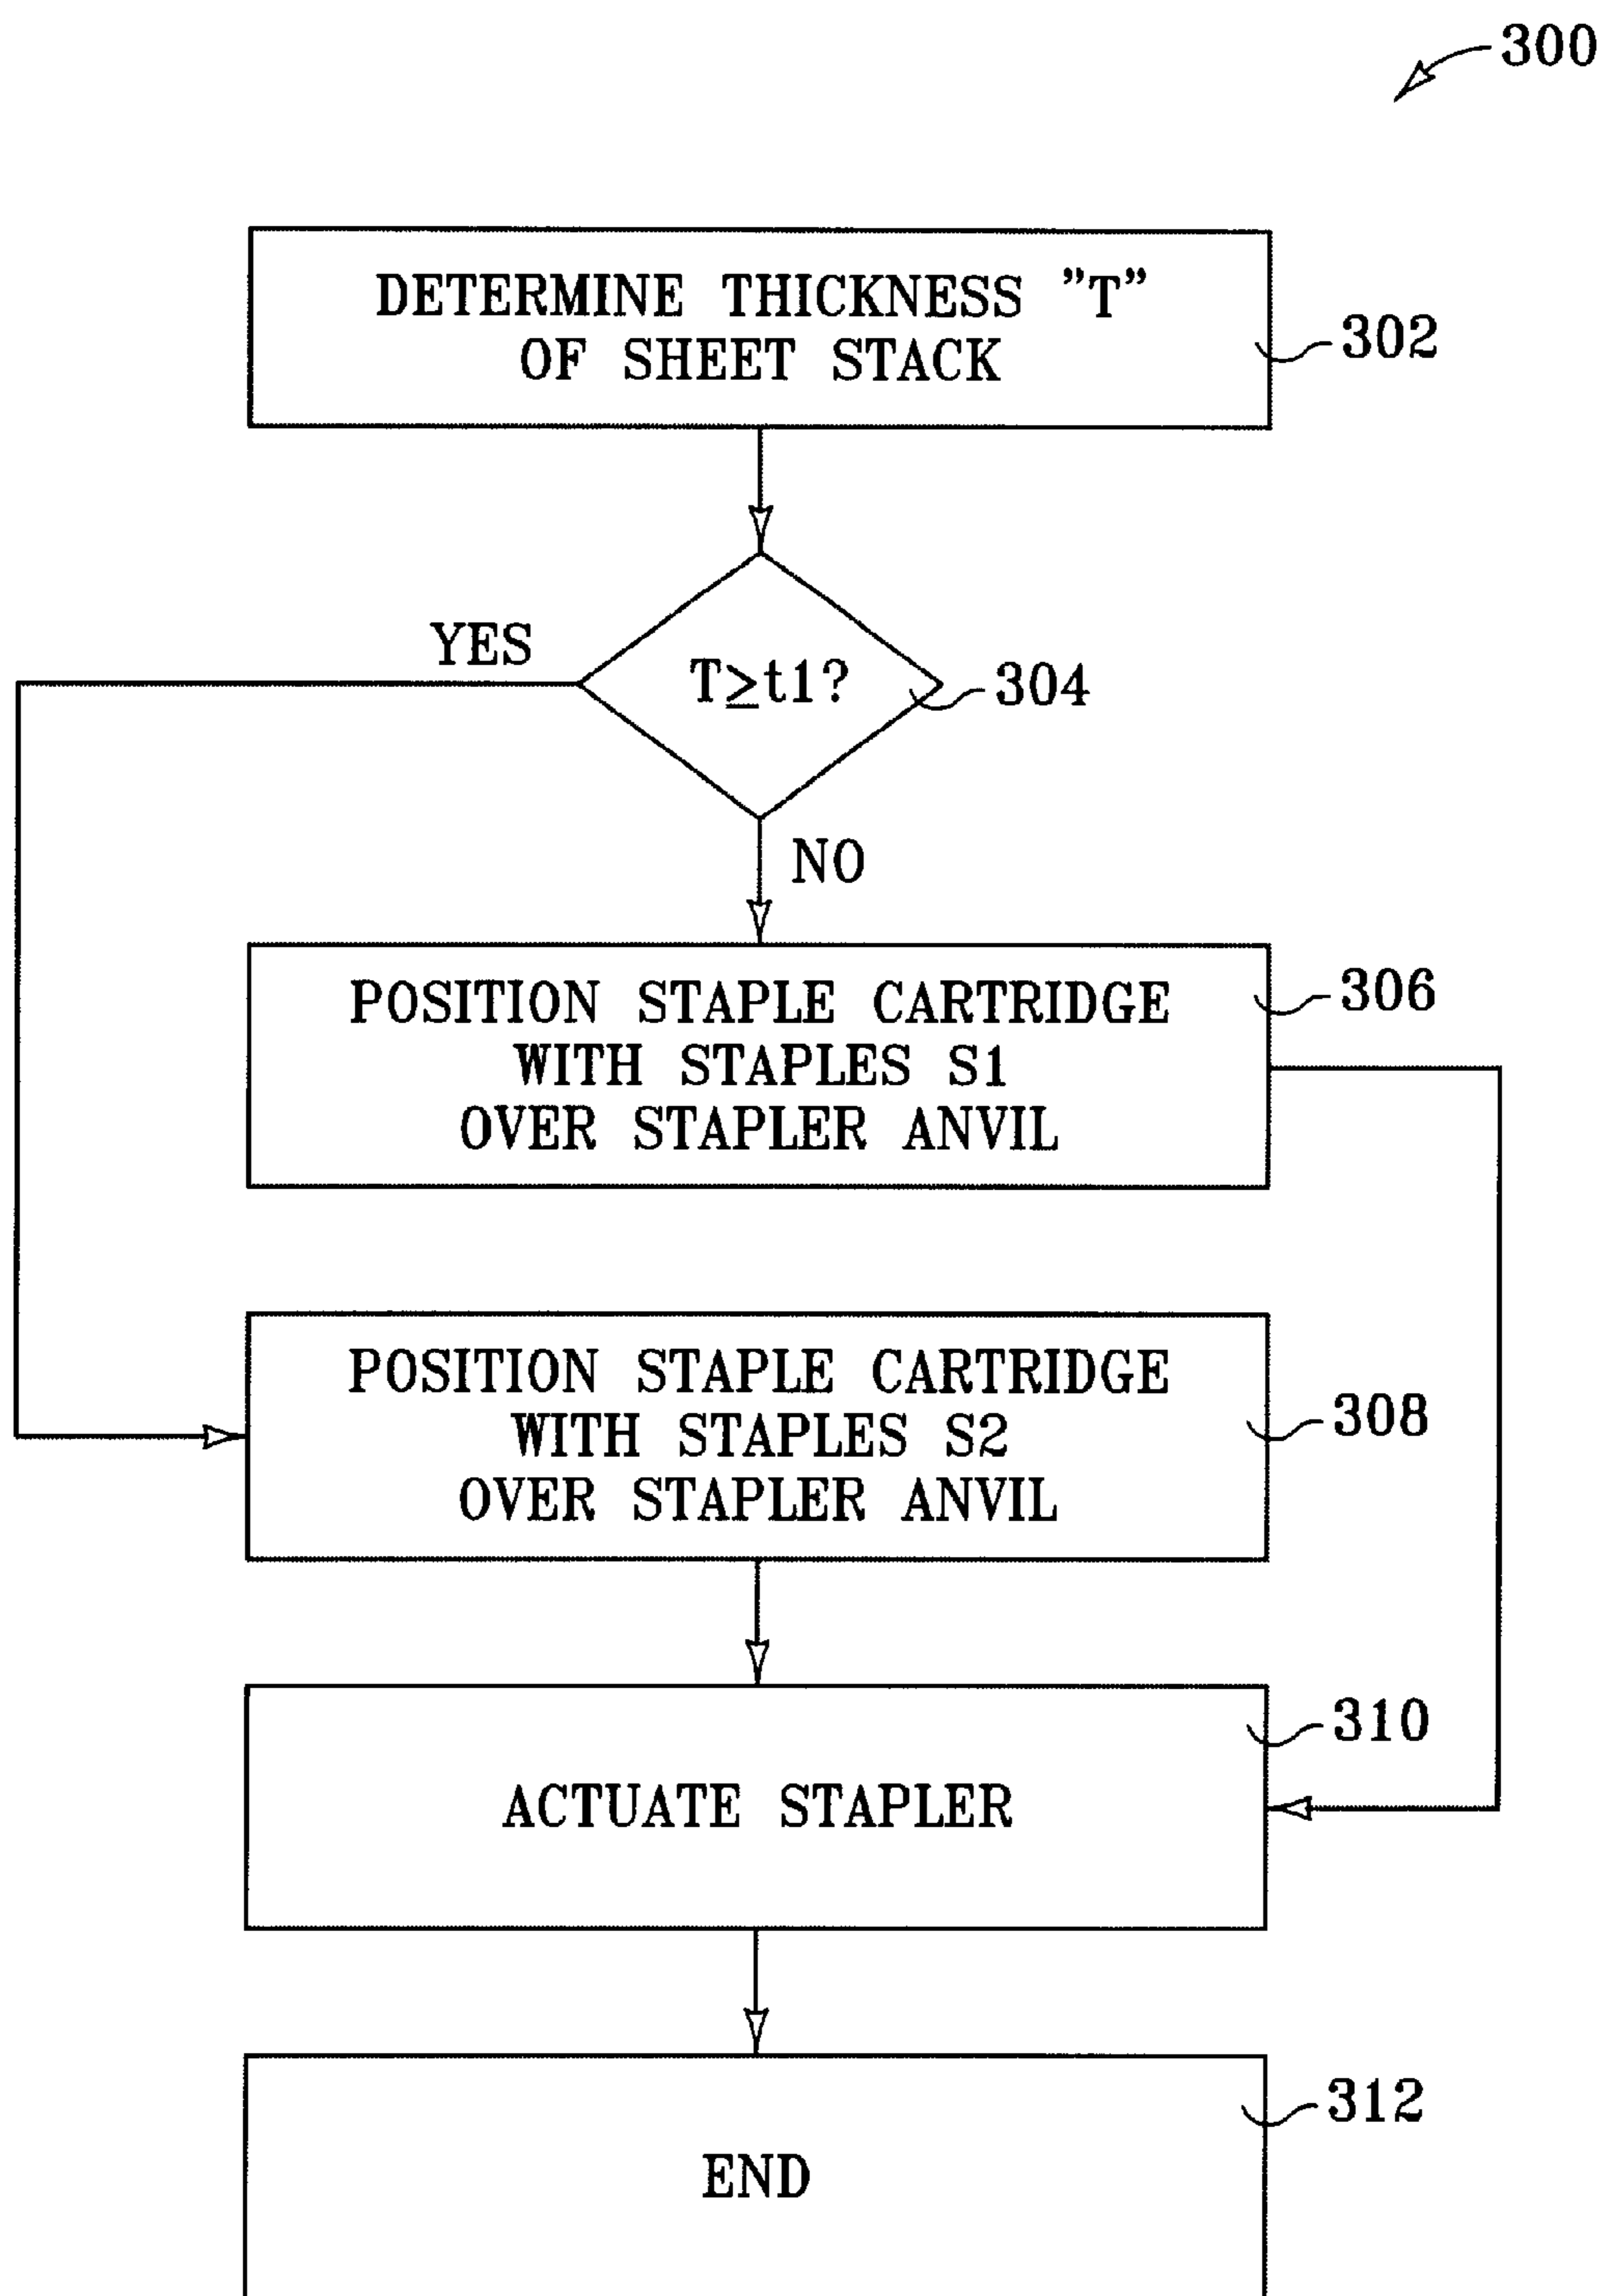 300
DETERMINE THICKNESS "T"
OF SHEET STACK
302
YES
T≥t1?
304
NO
POSITION STAPLE CARTRIDGE
WITH STAPLES S1
OVER STAPLER ANVIL
306
POSITION STAPLE CARTRIDGE
WITH STAPLES S2
OVER STAPLER ANVIL
308
ACTUATE STAPLER
310
END
312